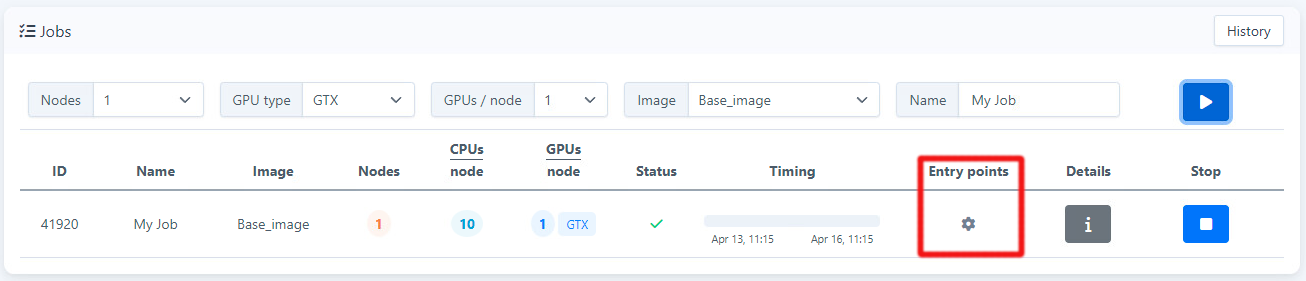 Jobs
History
Nodes 1 GPU type GTX GPUs / node 1 Image Base_image Name My Job
ID Name Image Nodes CPUs node GPUs node Status Timing Entry points Details Stop
41920 My Job Base_image 1 10 1 GTX
Apr 13, 11:15 Apr 16, 11:15